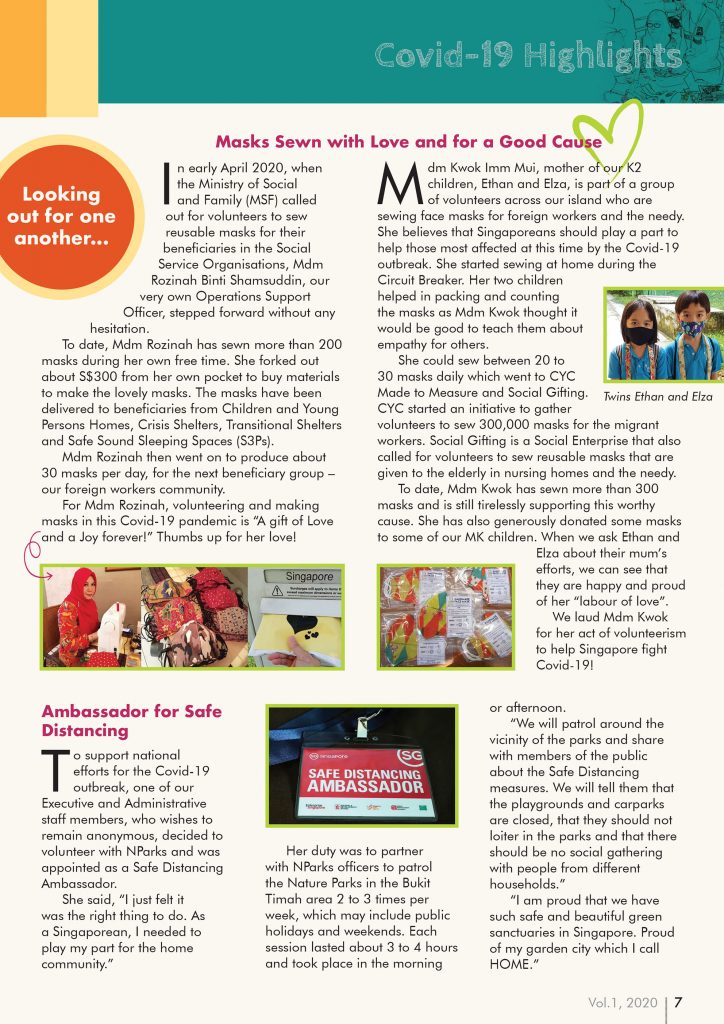 Covid-19 Highlights
Looking
out for one
another...
Masks Sewn with Love and for a Good Cause
In early April 2020, when
the Ministry of Social
and Family (MSF) called
out for volunteers to sew
reusable masks for their
beneficiaries in the Social
Service Organisations, Mdm
Rozinah Binti Shamsuddin, our
very own Operations Support
Officer, stepped forward without any
hesitation.
To date, Mdm Rozinah has sewn more than 200
masks during her own free time. She forked out
about S$300 from her own pocket to buy materials
to make the lovely masks. The masks have been
delivered to beneficiaries from Children and Young
Persons Homes, Crisis Shelters, Transitional Shelters
and Safe Sound Sleeping Spaces (S3Ps).
Mdm Rozinah then went on to produce about
30 masks per day, for the next beneficiary group –
our foreign workers community.
For Mdm Rozinah, volunteering and making
masks in this Covid-19 pandemic is “A gift of Love
and a Joy forever!” Thumbs up for her love!
Singapore
Mdm Kwok Imm Mui, mother of our K2
children, Ethan and Elza, is part of a group
of volunteers across our island who are
sewing face masks for foreign workers and the needy.
She believes that Singaporeans should play a part to
help those most affected at this time by the Covid-19
outbreak. She started sewing at home during the
Circuit Breaker. Her two children
helped in packing and counting
the masks as Mdm Kwok thought it
would be good to teach them about
empathy for others.
She could sew between 20 to
30 masks daily which went to CYC
Made to Measure and Social Gifting.
CYC started an initiative to gather
volunteers to sew 300,000 masks for the migrant
workers. Social Gifting is a Social Enterprise that also
called for volunteers to sew reusable masks that are
given to the elderly in nursing homes and the needy.
To date, Mdm Kwok has sewn more than 300
masks and is still tirelessly supporting this worthy
cause. She has also generously donated some masks
to some of our MK children. When we ask Ethan and
Elza about their mum’s
efforts, we can see that
they are happy and proud
of her “labour of love”.
We laud Mdm Kwok
for her act of volunteerism
to help Singapore fight
Covid-19!
Twins Ethan and Elza
Ambassador for Safe
Distancing
To support national
efforts for the Covid-19
outbreak, one of our
Executive and Administrative
staff members, who wishes to
remain anonymous, decided to
volunteer with NParks and was
appointed as a Safe Distancing
Ambassador.
She said, “I just felt it
was the right thing to do. As
a Singaporean, I needed to
play my part for the home
community.”
singapore
SG
SAFE DISTANCING
AMBASSADOR
Her duty was to partner
with NParks officers to patrol
the Nature Parks in the Bukit
Timah area 2 to 3 times per
week, which may include public
holidays and weekends. Each
session lasted about 3 to 4 hours
and took place in the morning
or afternoon.
“We will patrol around the
vicinity of the parks and share
with members of the public
about the Safe Distancing
measures. We will tell them that
the playgrounds and carparks
are closed, that they should not
loiter in the parks and that there
should be no social gathering
with people from different
households.”
“I am proud that we have
such safe and beautiful green
sanctuaries in Singapore. Proud
of my garden city which I call
HOME.”
Vol.1, 2020
7